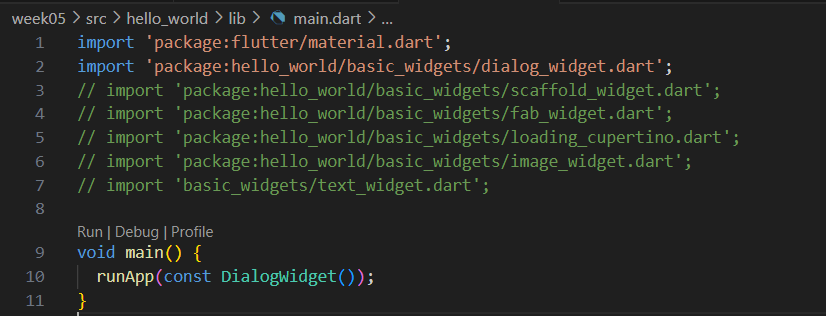 week05 > src > hello_world > lib > main.dart > ...
1 import 'package:flutter/material.dart';
2 import 'package:hello_world/basic_widgets/dialog_widget.dart';
3 // import 'package:hello_world/basic_widgets/scaffold_widget.dart';
4 // import 'package:hello_world/basic_widgets/fab_widget.dart';
5 // import 'package:hello_world/basic_widgets/loading_cupertino.dart';
6 // import 'package:hello_world/basic_widgets/image_widget.dart';
7 // import 'basic_widgets/text_widget.dart';
8
Run | Debug | Profile
9 void main() {
10   runApp(const DialogWidget());
11 }